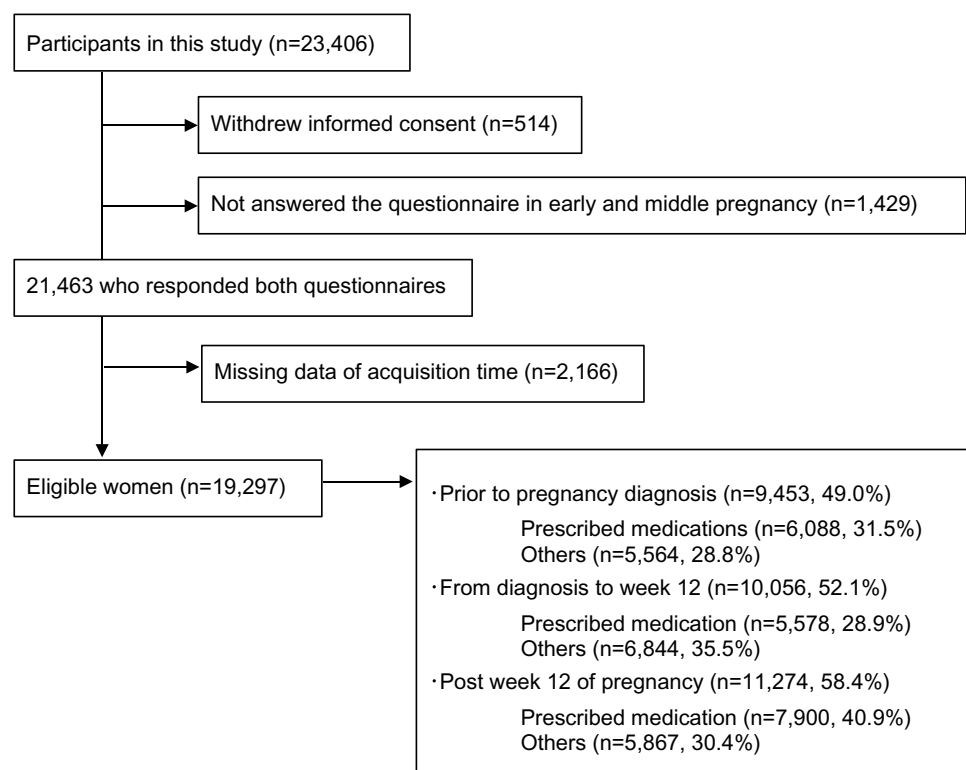 Participants in this study (n=23,406)
Withdrew informed consent (n=514)
Not answered the questionnaire in early and middle pregnancy (n=1,429)
21,463 who responded both questionnaires
Missing data of acquisition time (n=2,166)
Eligible women (n=19,297)
・Prior to pregnancy diagnosis (n=9,453, 49.0%)
Prescribed medications (n=6,088, 31.5%)
Others (n=5,564, 28.8%)
・From diagnosis to week 12 (n=10,056, 52.1%)
Prescribed medication (n=5,578, 28.9%)
Others (n=6,844, 35.5%)
・Post week 12 of pregnancy (n=11,274, 58.4%)
Prescribed medication (n=7,900, 40.9%)
Others (n=5,867, 30.4%)